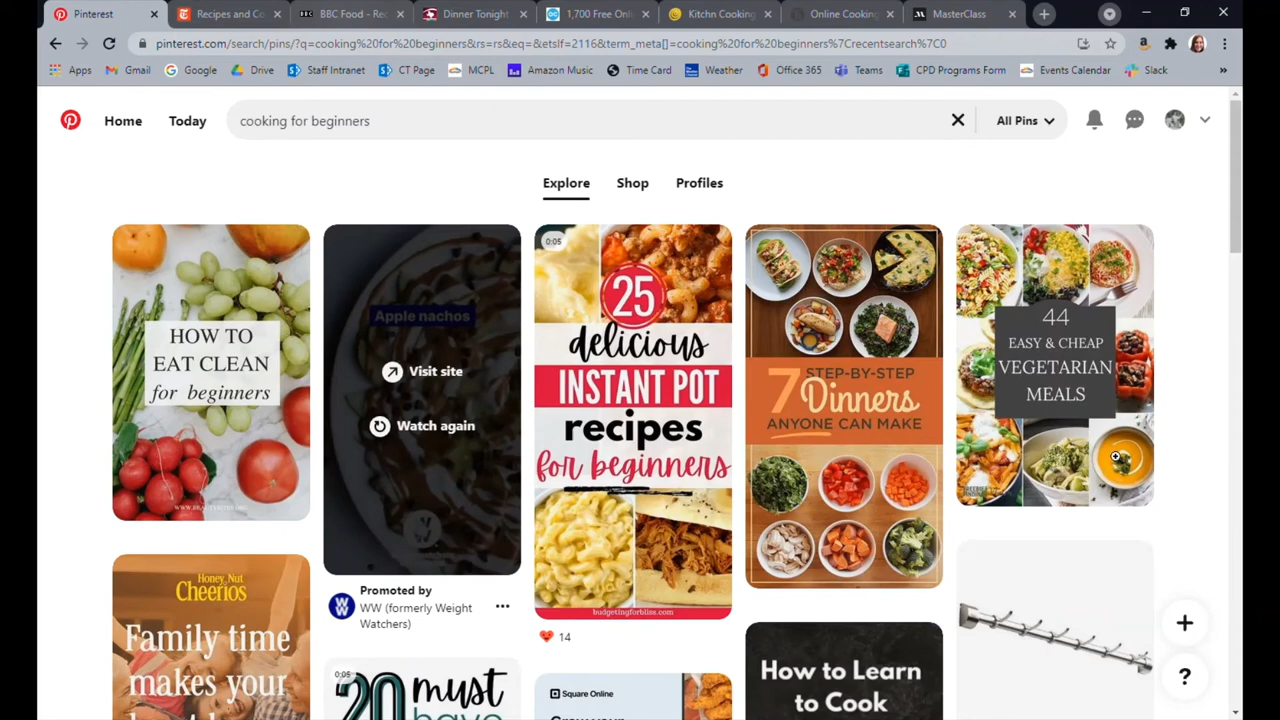 Pinterest
Recipes and Co
BBC Food - Rec
Dinner Tonight
1,700 Free Onli
Kitchn Cooking
Online Cooking
MasterClass
pinterest.com/search/pins/?q=cooking%20for%20beginners&rs=rs&eq=&etslf=2116&term_meta[]=cooking%20for%20beginners%7Crecentsearch%7C0
Apps
Gmail
Google
Drive
Staff Intranet
CT Page
MCPL
Amazon Music
Time Card
Weather
Office 365
Teams
CPD Programs Form
Events Calendar
Slack
»
Home
Today
cooking for beginners
All Pins
Explore
Shop
Profiles
HOW TO
EAT CLEAN
for beginners
Apple nachos
Visit site
Watch again
Promoted by
WW (formerly Weight
Watchers)
0:05
25
delicious
INSTANT POT
recipes
for beginners
budgetingforbliss.com
14
7 STEP-BY-STEP
Dinners
ANYONE CAN MAKE
44
EASY & CHEAP
VEGETARIAN
MEALS
Honey Nut
Cheerios
Family time
makes your
0:05
20 must
have
Square Online
How to Learn
to Cook
?